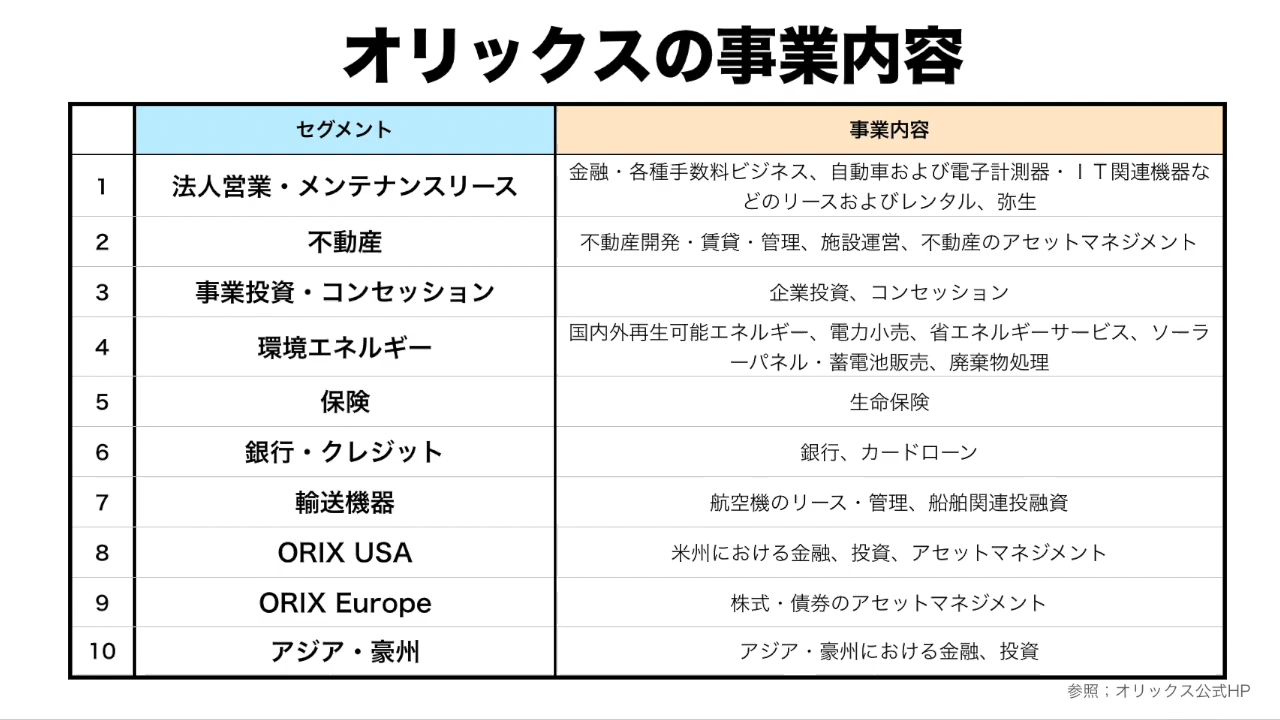 オリックスの事業内容
セグメント 事業内容
1 法人営業・メンテナンスリース 金融・各種手数料ビジネス、自動車および電子計測器・ＩＴ関連機器な
どのリースおよびレンタル、弥生
2 不動産 不動産開発・賃貸・管理、施設運営、不動産のアセットマネジメント
3 事業投資・コンセッション 企業投資、コンセッション
4 環境エネルギー 国内外再生可能エネルギー、電力小売、省エネルギーサービス、ソーラ
ーパネル・蓄電池販売、廃棄物処理
5 保険 生命保険
6 銀行・クレジット 銀行、カードローン
7 輸送機器 航空機のリース・管理、船舶関連投融資
8 ORIX USA 米州における金融、投資、アセットマネジメント
9 ORIX Europe 株式・債券のアセットマネジメント
10 アジア・豪州 アジア・豪州における金融、投資
参照；オリックス公式HP